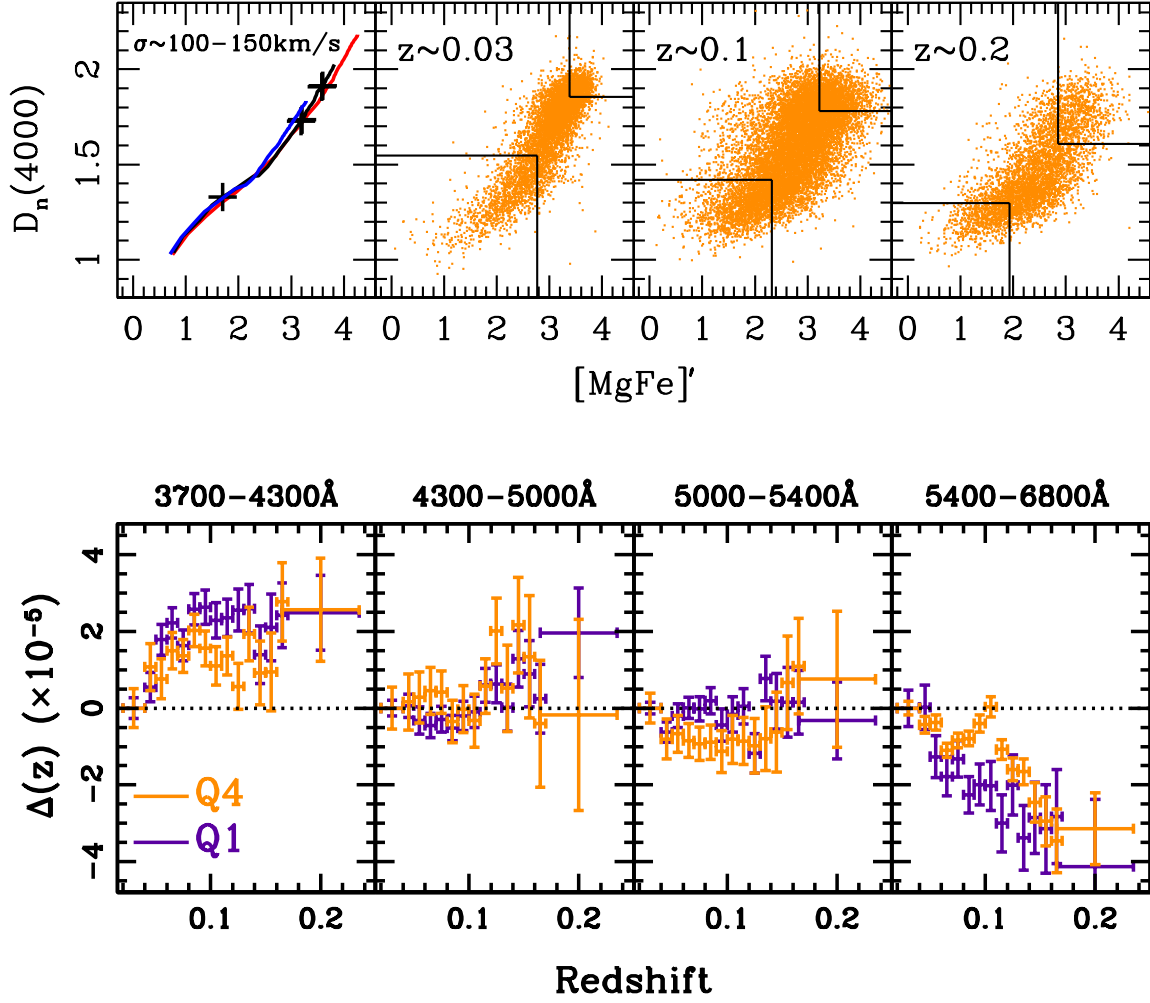 σ~100−150km/s
z~0.03
z~0.1
z~0.2
Dn(4000)
2
1.5
1
0 1 2 3 4
0 1 2 3 4
0 1 2 3 4
0 1 2 3 4
[MgFe]′
3700−4300Å
4300−5000Å
5000−5400Å
5400−6800Å
Δ(z) (×10⁻⁵)
4
2
0
−2
−4
Q4
Q1
0.1 0.2
0.1 0.2
0.1 0.2
0.1 0.2
Redshift